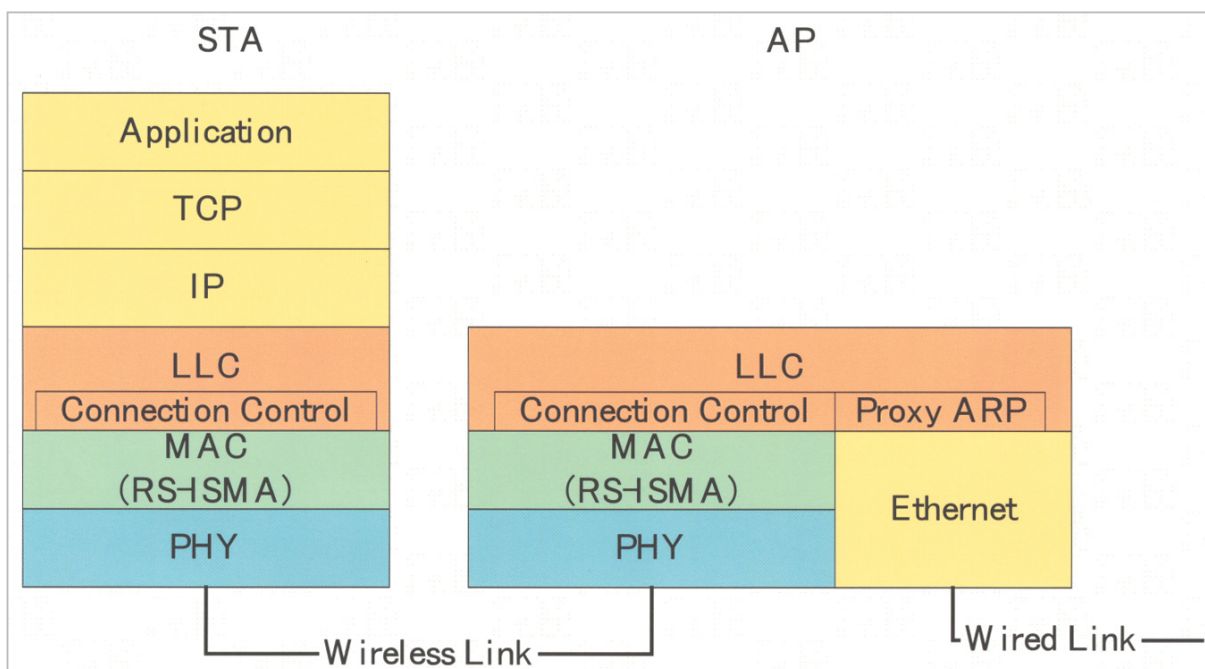 STA
AP
Application
TCP
IP
LLC
Connection Control
MAC
(RS-ISMA)
PHY
LLC
Connection Control
Proxy ARP
MAC
(RS-ISMA)
PHY
Ethernet
Wireless Link
Wired Link